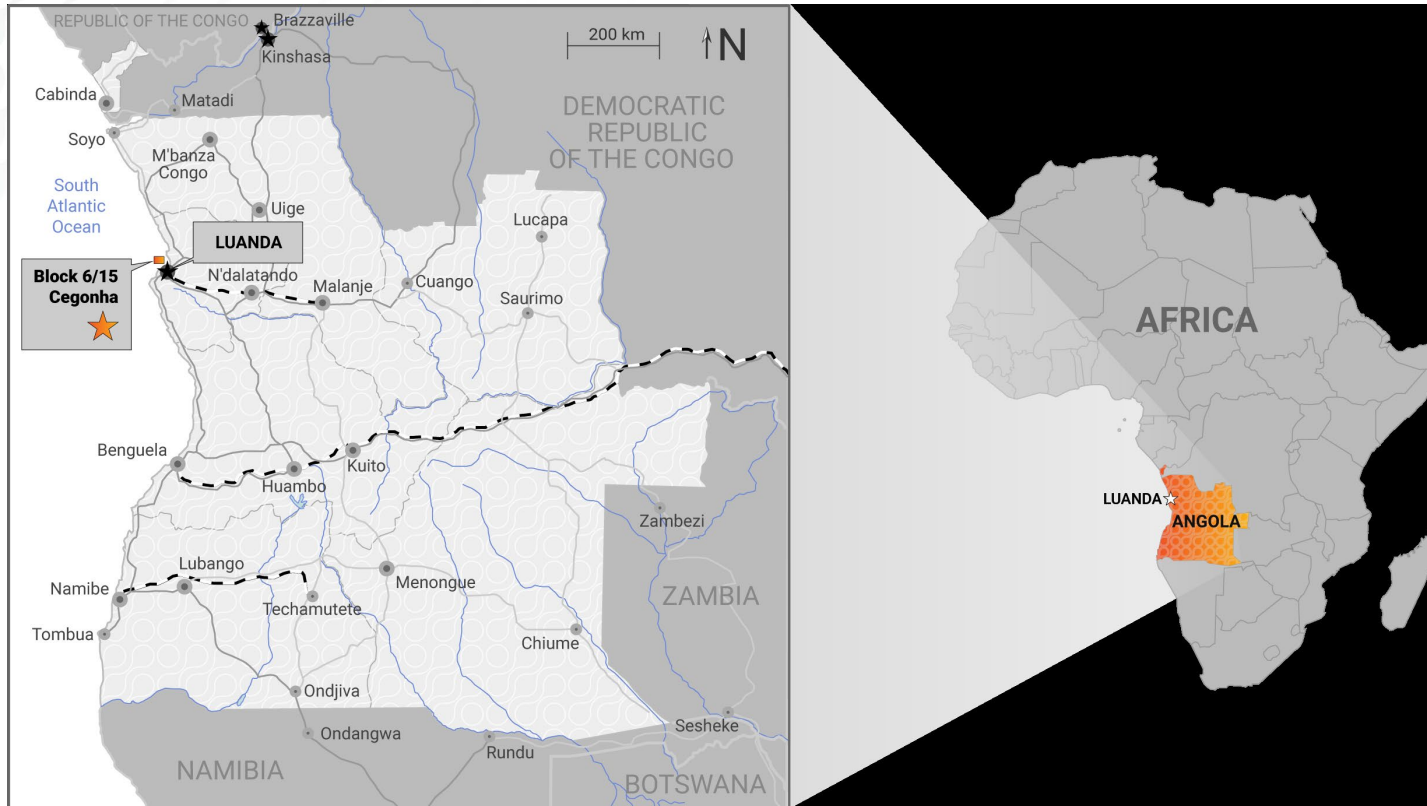 REPUBLIC OF THE CONGO
Brazzaville
Kinshasa
200 km
N
Cabinda
Matadi
Soyo
DEMOCRATIC
REPUBLIC
OF THE CONGO
M'banza
Congo
South
Atlantic
Ocean
Uige
Lucapa
LUANDA
Block 6/15
Cegonha
N'dalatando
Malanje
Cuango
Saurimo
Benguela
Huambo
Kuito
Zambezi
Namibe
Lubango
Techamutete
Menongue
ZAMBIA
Tombua
Chiume
Ondjiva
Ondangwa
Rundu
Sesheke
NAMIBIA
BOTSWANA
AFRICA
LUANDA
ANGOLA